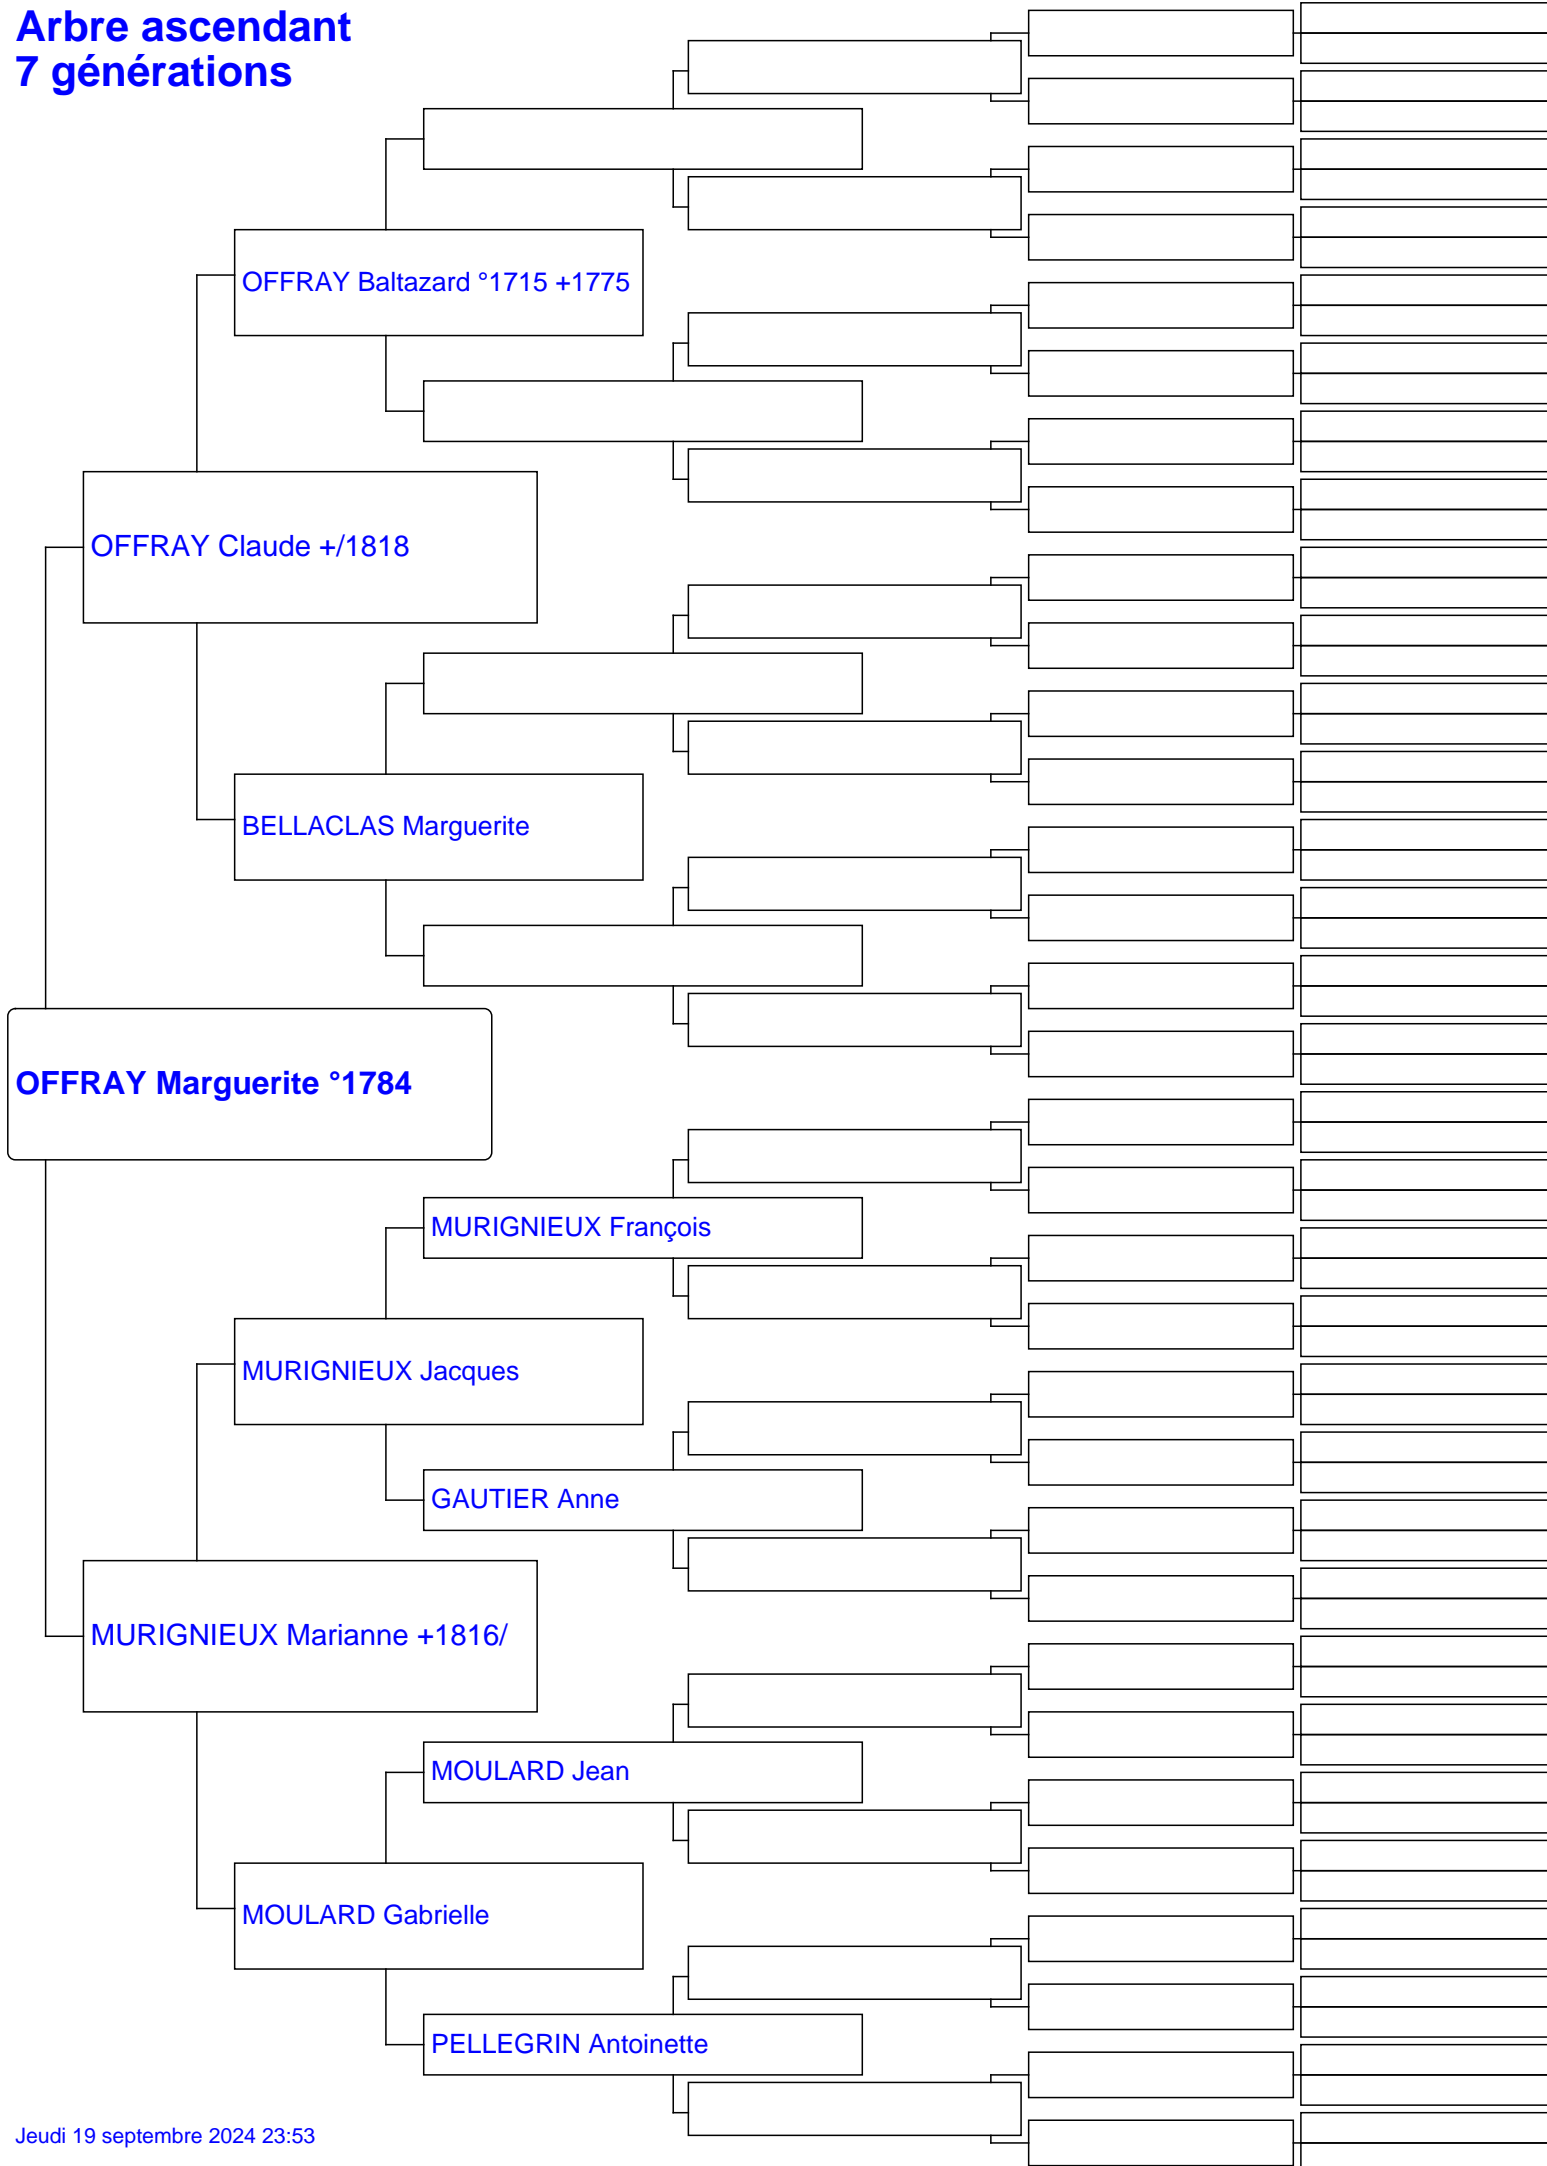 Arbre ascendant
7 générations
OFFRAY Baltazard °1715 +1775
OFFRAY Claude +/1818
BELLACLAS Marguerite
OFFRAY Marguerite °1784
MURIGNIEUX François
MURIGNIEUX Jacques
GAUTIER Anne
MURIGNIEUX Marianne +1816/
MOULARD Jean
MOULARD Gabrielle
PELLEGRIN Antoinette
Jeudi 19 septembre 2024 23:53